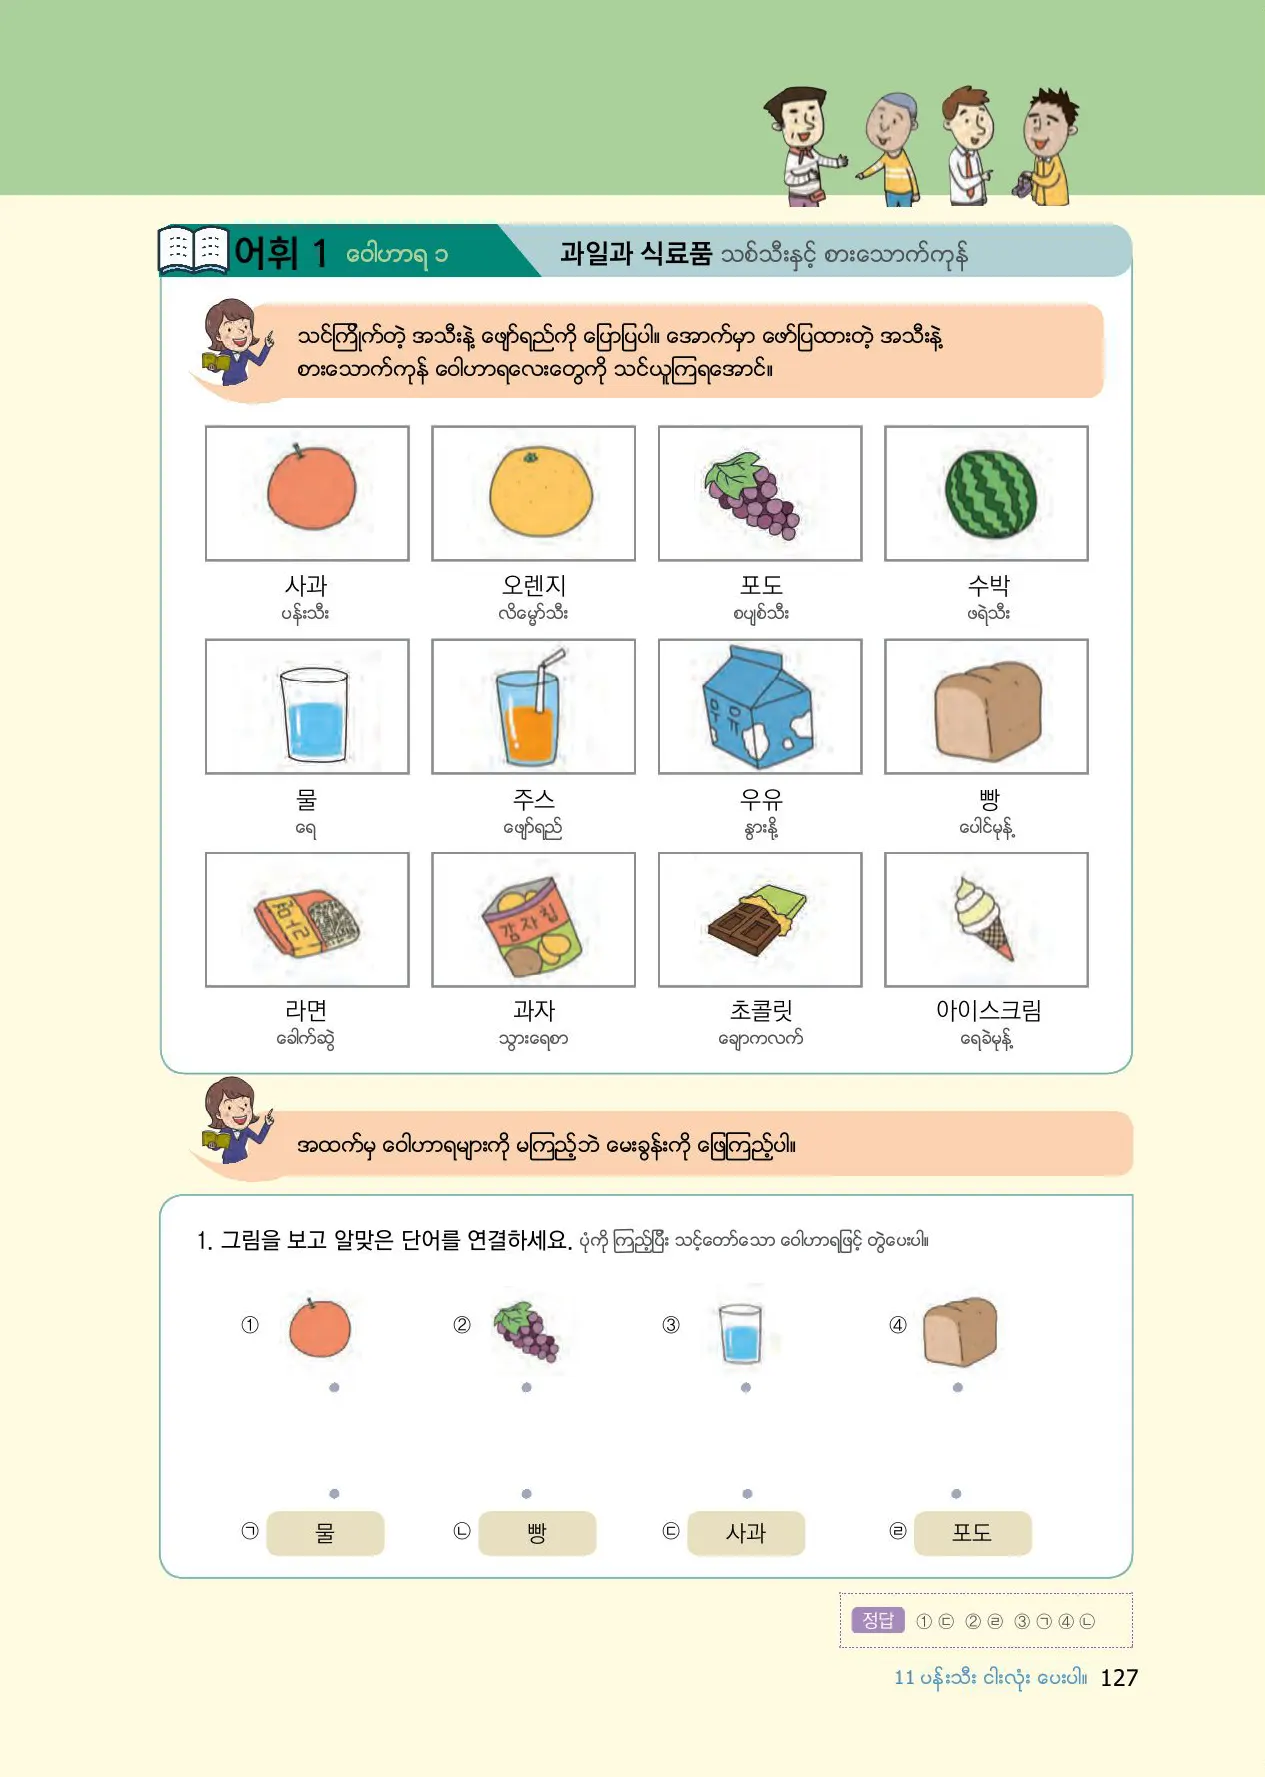 어휘 1 ဝေါဟာရ ၁ 과일과 식료품 သစ်သီးနှင့် စားသောက်ကုန်
သင်ကြိုက်တဲ့ အသီးနဲ့ ဖျော်ရည်ကို ပြောပြပါ။ အောက်မှာ ဖော်ပြထားတဲ့ အသီးနဲ့
စားသောက်ကုန် ဝေါဟာရလေးတွေကို သင်ယူကြရအောင်။
사과 오렌지 포도 수박
ပန်းသီး လိမ္မော်သီး စပျစ်သီး ဖရဲသီး
우유
물 주스 우유 빵
ရေ ဖျော်ရည် နွားနို့ ပေါင်မုန့်
감자칩
라면 과자 초콜릿 아이스크림
ခေါက်ဆွဲ သွားရေစာ ချောကလက် ရေခဲမုန့်
အထက်မှ ဝေါဟာရများကို မကြည့်ဘဲ မေးခွန်းကို ဖြေကြည့်ပါ။
1. 그림을 보고 알맞은 단어를 연결하세요. ပုံကို ကြည့်ပြီး သင့်တော်သော ဝေါဟာရဖြင့် တွဲပေးပါ။
① ② ③ ④
㉠ 물 ㉡ 빵 ㉢ 사과 ㉣ 포도
정답 ① ㉢ ② ㉣ ③ ㉠ ④ ㉡
11 ပန်းသီး ငါးလုံး ပေးပါ။ 127